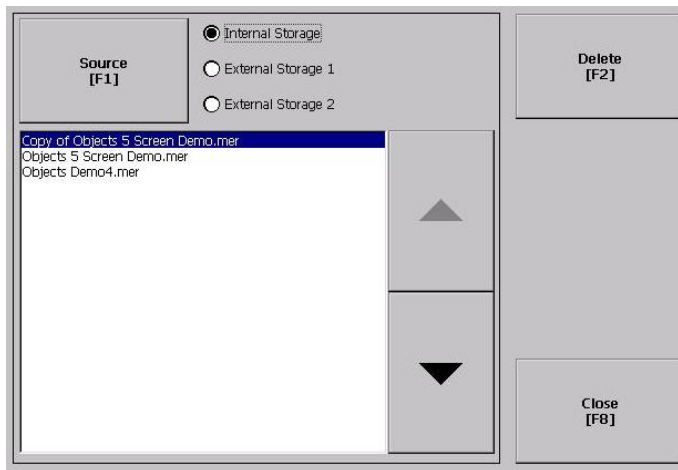 Source
[F1]
Internal Storage
External Storage 1
External Storage 2
Delete
[F2]
Copy of Objects 5 Screen Demo.mer
Objects 5 Screen Demo.mer
Objects Demo4.mer
Close
[F8]